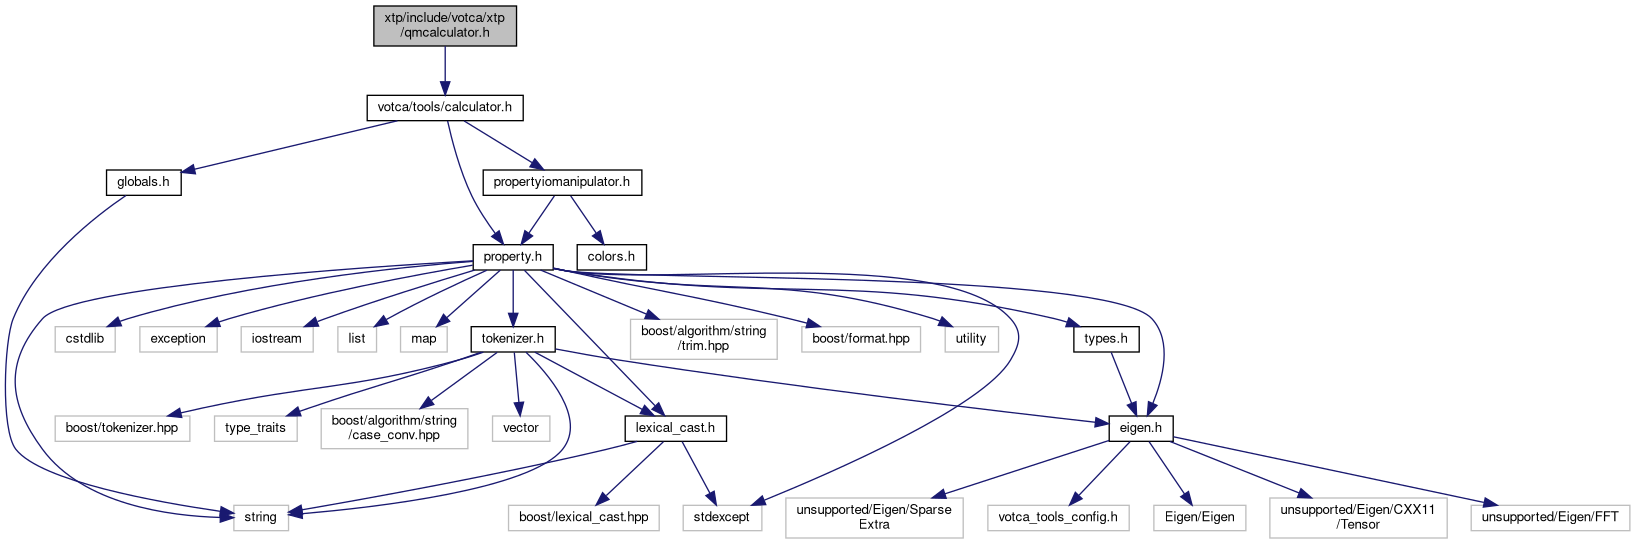 xtp/include/votca/xtp
/qmcalculator.h
votca/tools/calculator.h
globals.h
propertyiomanipulator.h
property.h
colors.h
cstdlib
exception
iostream
list
map
tokenizer.h
boost/algorithm/string
/trim.hpp
boost/format.hpp
utility
types.h
boost/tokenizer.hpp
type_traits
boost/algorithm/string
/case_conv.hpp
vector
lexical_cast.h
eigen.h
string
boost/lexical_cast.hpp
stdexcept
unsupported/Eigen/Sparse
Extra
votca_tools_config.h
Eigen/Eigen
unsupported/Eigen/CXX11
/Tensor
unsupported/Eigen/FFT